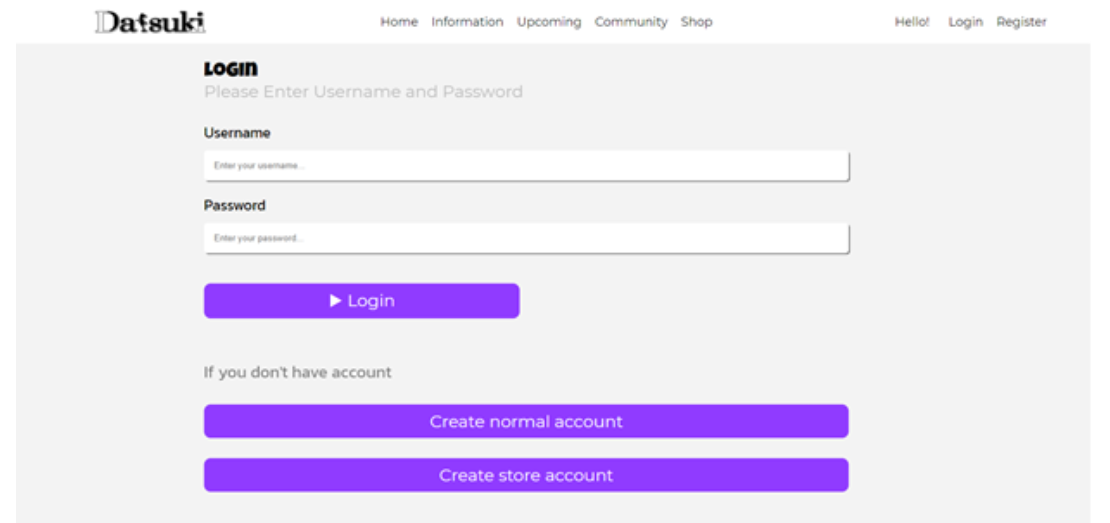 Datsuki
Home Information Upcoming Community Shop
Hello! Login Register
Login
Please Enter Username and Password
Username
Enter your username...
Password
Enter your password...
▶ Login
If you don't have account
Create normal account
Create store account